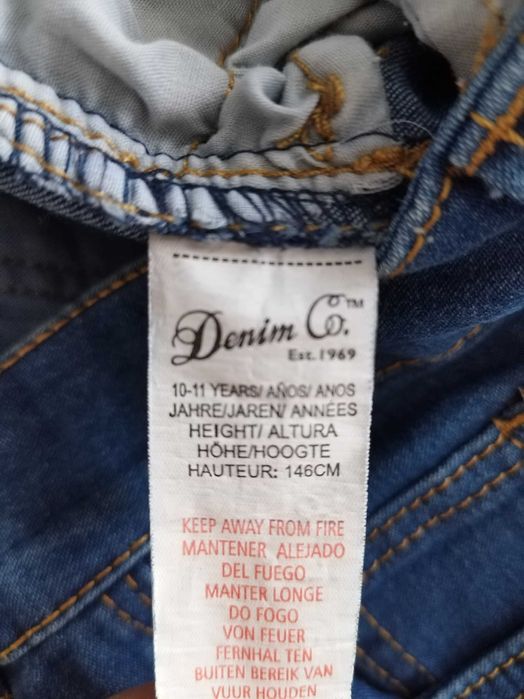 Denim Co.™
Est. 1969
10-11 YEARS/ AÑOS/ ANOS
JAHRE/JAREN/ ANNÉES
HEIGHT/ ALTURA
HÖHE/HOOGTE
HAUTEUR: 146CM
KEEP AWAY FROM FIRE
MANTENER ALEJADO
DEL FUEGO
MANTER LONGE
DO FOGO
VON FEUER
FERNHAL TEN
BUITEN BEREIK VAN
VUUR HOUDEN